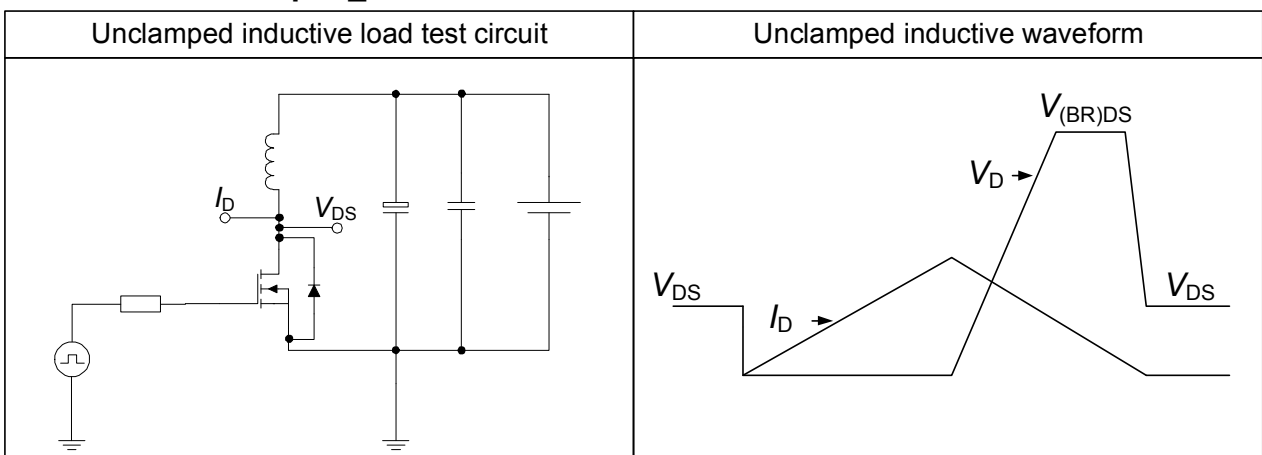 Unclamped inductive load test circuit
Unclamped inductive waveform
I_D
V_DS
V_(BR)DS
V_D
V_DS
I_D
V_DS